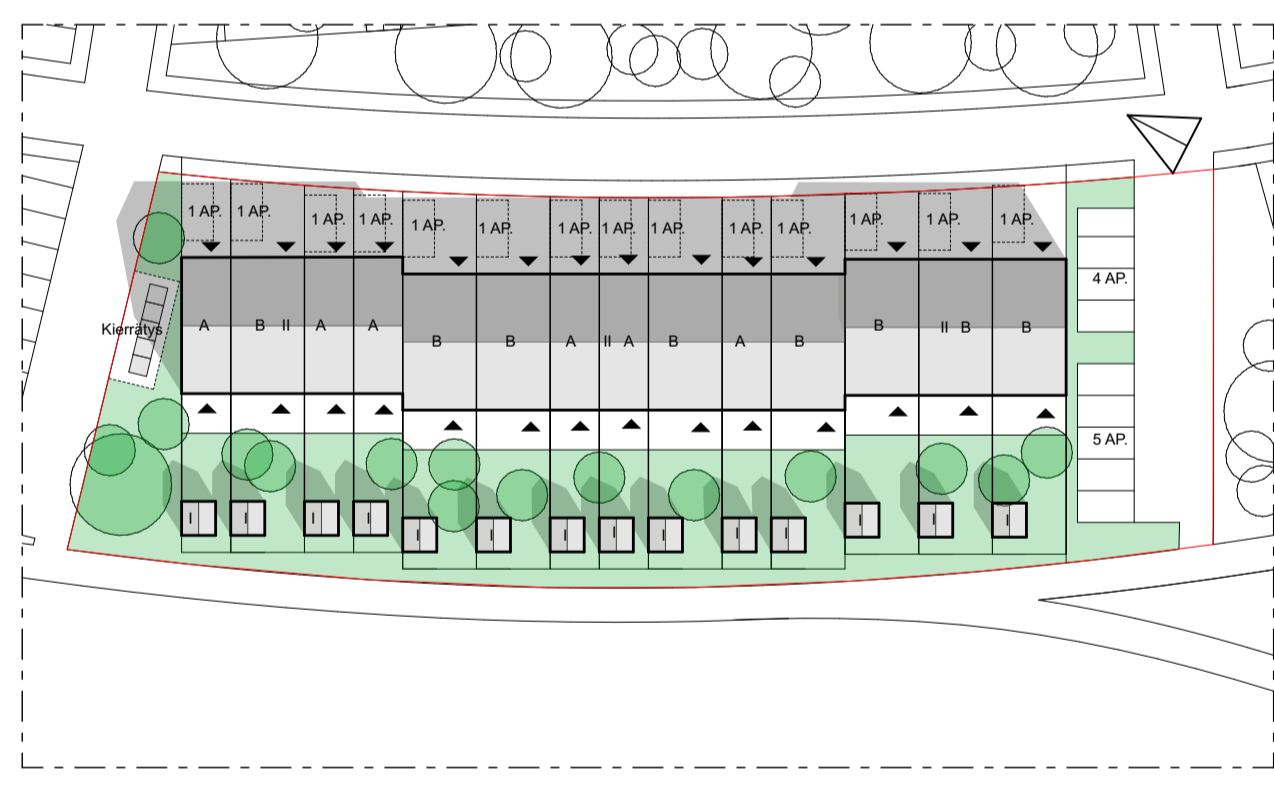 1 AP. 1 AP. 1 AP. 1 AP. 1 AP. 1 AP. 1 AP. 1 AP. 1 AP. 1 AP. 1 AP. 1 AP. 1 AP. 1 AP.
4 AP.
Kierrätys
A B II A A B B A II A B A B B II B B
5 AP.
I I I I I I I I I I I I I I